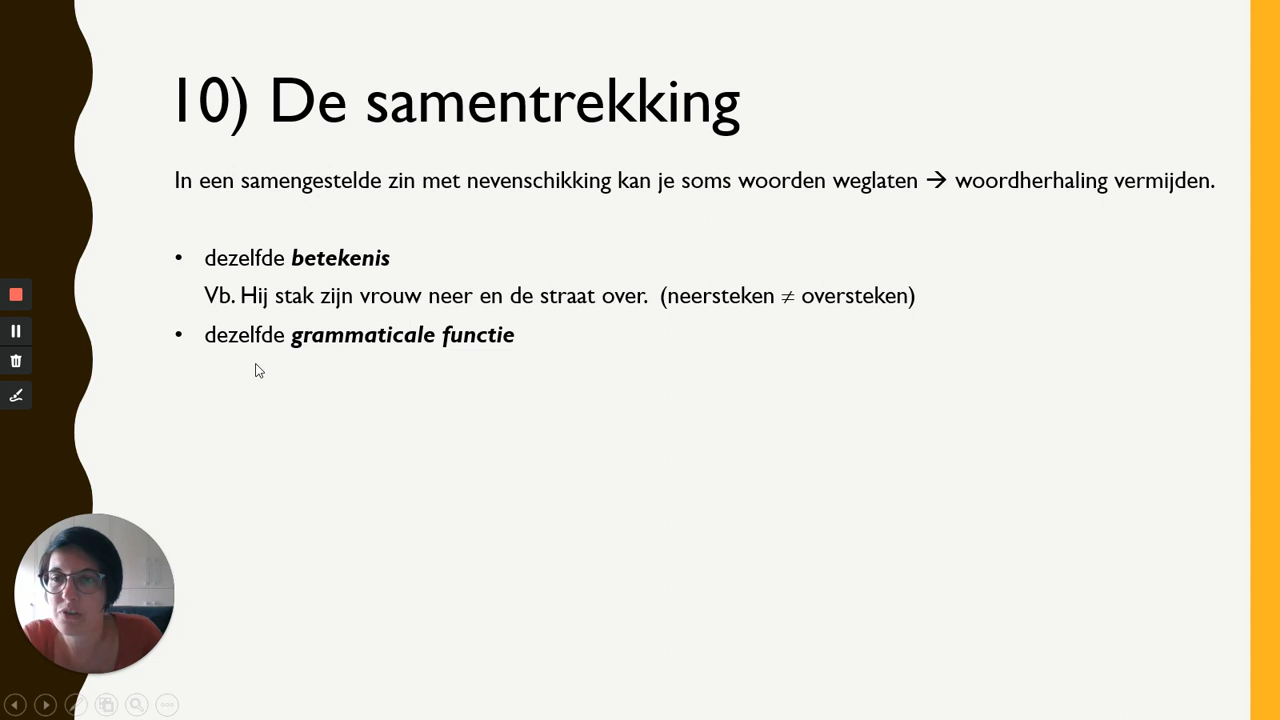 10) De samentrekking
In een samengestelde zin met nevenschikking kan je soms woorden weglaten → woordherhaling vermijden.
• dezelfde betekenis
Vb. Hij stak zijn vrouw neer en de straat over. (neersteken ≠ oversteken)
• dezelfde grammaticale functie